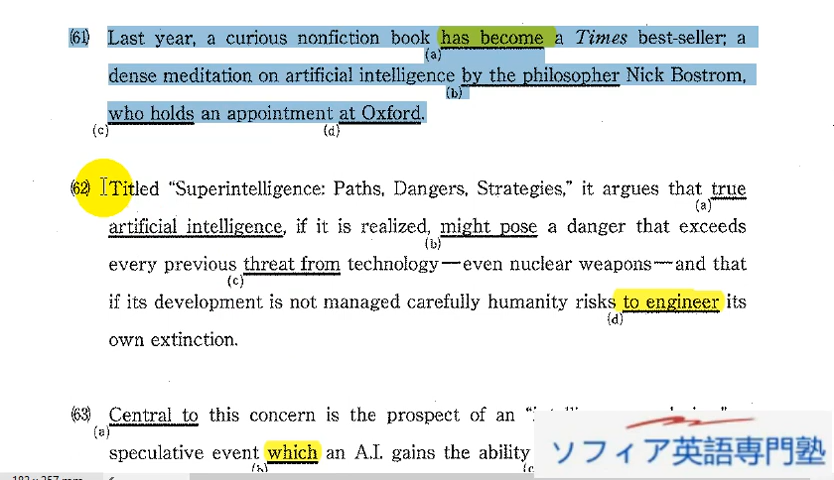 (61) Last year, a curious nonfiction book has become a Times best-seller; a
(a)
dense meditation on artificial intelligence by the philosopher Nick Bostrom,
(b)
who holds an appointment at Oxford.
(c) (d)
(62) Titled “Superintelligence: Paths, Dangers, Strategies,” it argues that true
(a)
artificial intelligence, if it is realized, might pose a danger that exceeds
(b)
every previous threat from technology—even nuclear weapons—and that
(c)
if its development is not managed carefully humanity risks to engineer its
(d)
own extinction.
(63) Central to this concern is the prospect of an
(a)
speculative event which an A.I. gains the ability
(b)
ソフィア英語専門塾